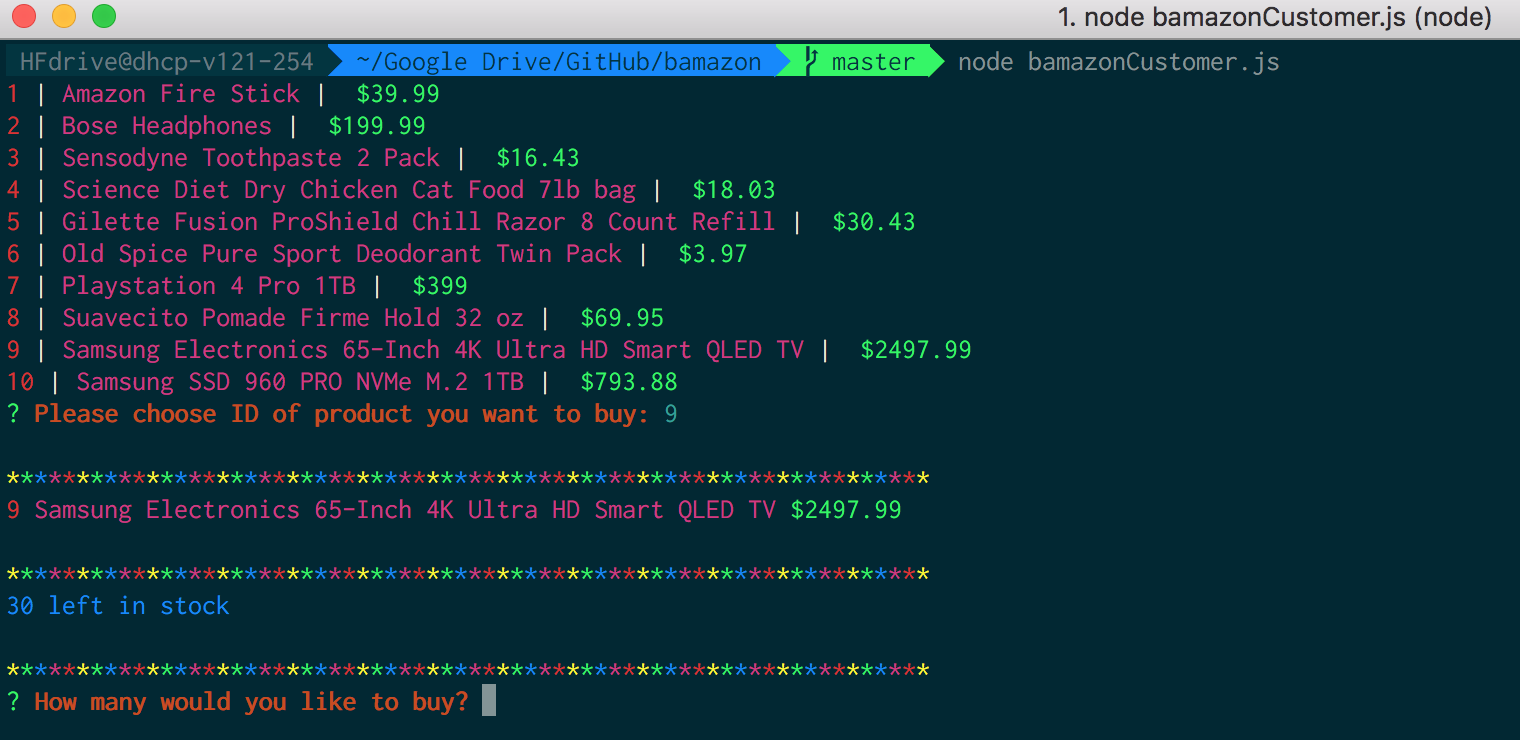 1. node bamazonCustomer.js (node)
HFdrive@dhcp-v121-254 ~/Google Drive/GitHub/bamazon master node bamazonCustomer.js
1 | Amazon Fire Stick | $39.99
2 | Bose Headphones | $199.99
3 | Sensodyne Toothpaste 2 Pack | $16.43
4 | Science Diet Dry Chicken Cat Food 7lb bag | $18.03
5 | Gilette Fusion ProShield Chill Razor 8 Count Refill | $30.43
6 | Old Spice Pure Sport Deodorant Twin Pack | $3.97
7 | Playstation 4 Pro 1TB | $399
8 | Suavecito Pomade Firme Hold 32 oz | $69.95
9 | Samsung Electronics 65-Inch 4K Ultra HD Smart QLED TV | $2497.99
10 | Samsung SSD 960 PRO NVMe M.2 1TB | $793.88
? Please choose ID of product you want to buy: 9
******************************************************************
9 Samsung Electronics 65-Inch 4K Ultra HD Smart QLED TV $2497.99
******************************************************************
30 left in stock
******************************************************************
? How many would you like to buy?